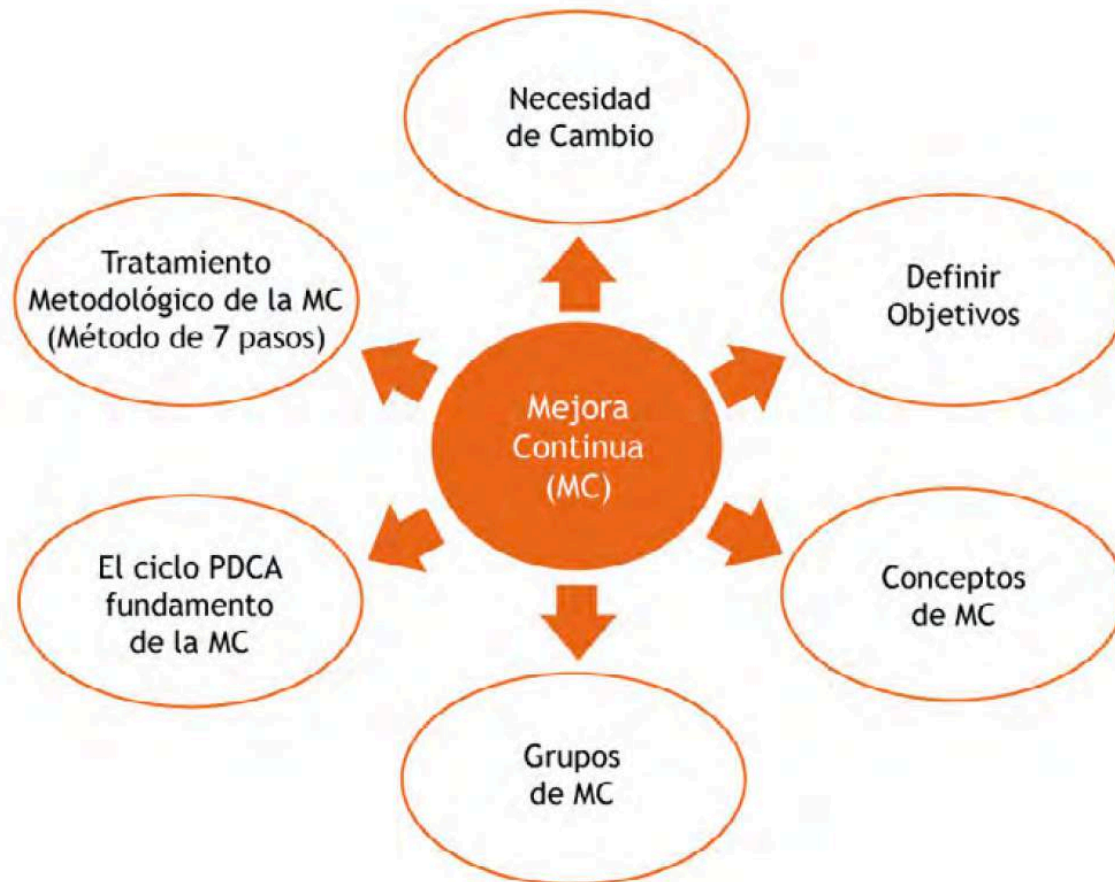 Necesidad
de Cambio
Tratamiento
Metodológico de la MC
(Método de 7 pasos)
Definir
Objetivos
Mejora
Continua
(MC)
El ciclo PDCA
fundamento
de la MC
Conceptos
de MC
Grupos
de MC